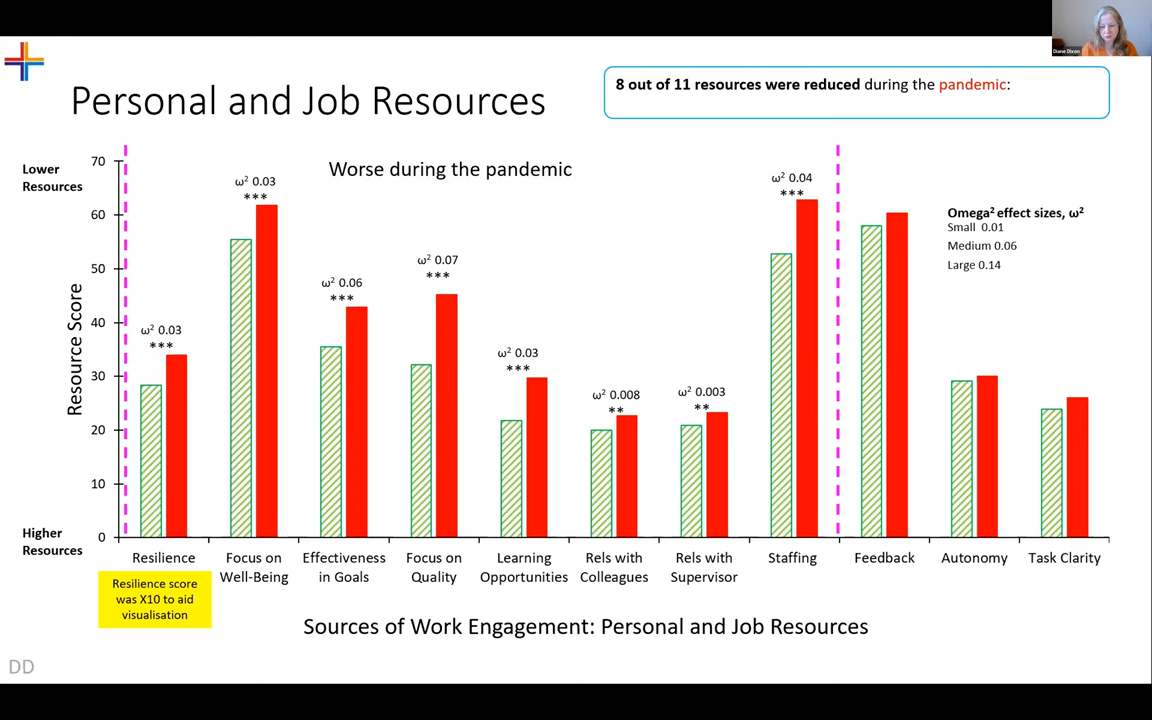 Diane Dixon
Personal and Job Resources
8 out of 11 resources were reduced during the pandemic:
Worse during the pandemic
Lower
Resources
Higher
Resources
Resource Score
70
60
50
40
30
20
10
0
ω² 0.03
***
ω² 0.03
***
ω² 0.06
***
ω² 0.07
***
ω² 0.03
***
ω² 0.008
**
ω² 0.003
**
ω² 0.04
***
Omega² effect sizes, ω²
Small 0.01
Medium 0.06
Large 0.14
Resilience
Focus on
Well-Being
Effectiveness
in Goals
Focus on
Quality
Learning
Opportunities
Rels with
Colleagues
Rels with
Supervisor
Staffing
Feedback
Autonomy
Task Clarity
Resilience score
was X10 to aid
visualisation
Sources of Work Engagement: Personal and Job Resources
DD